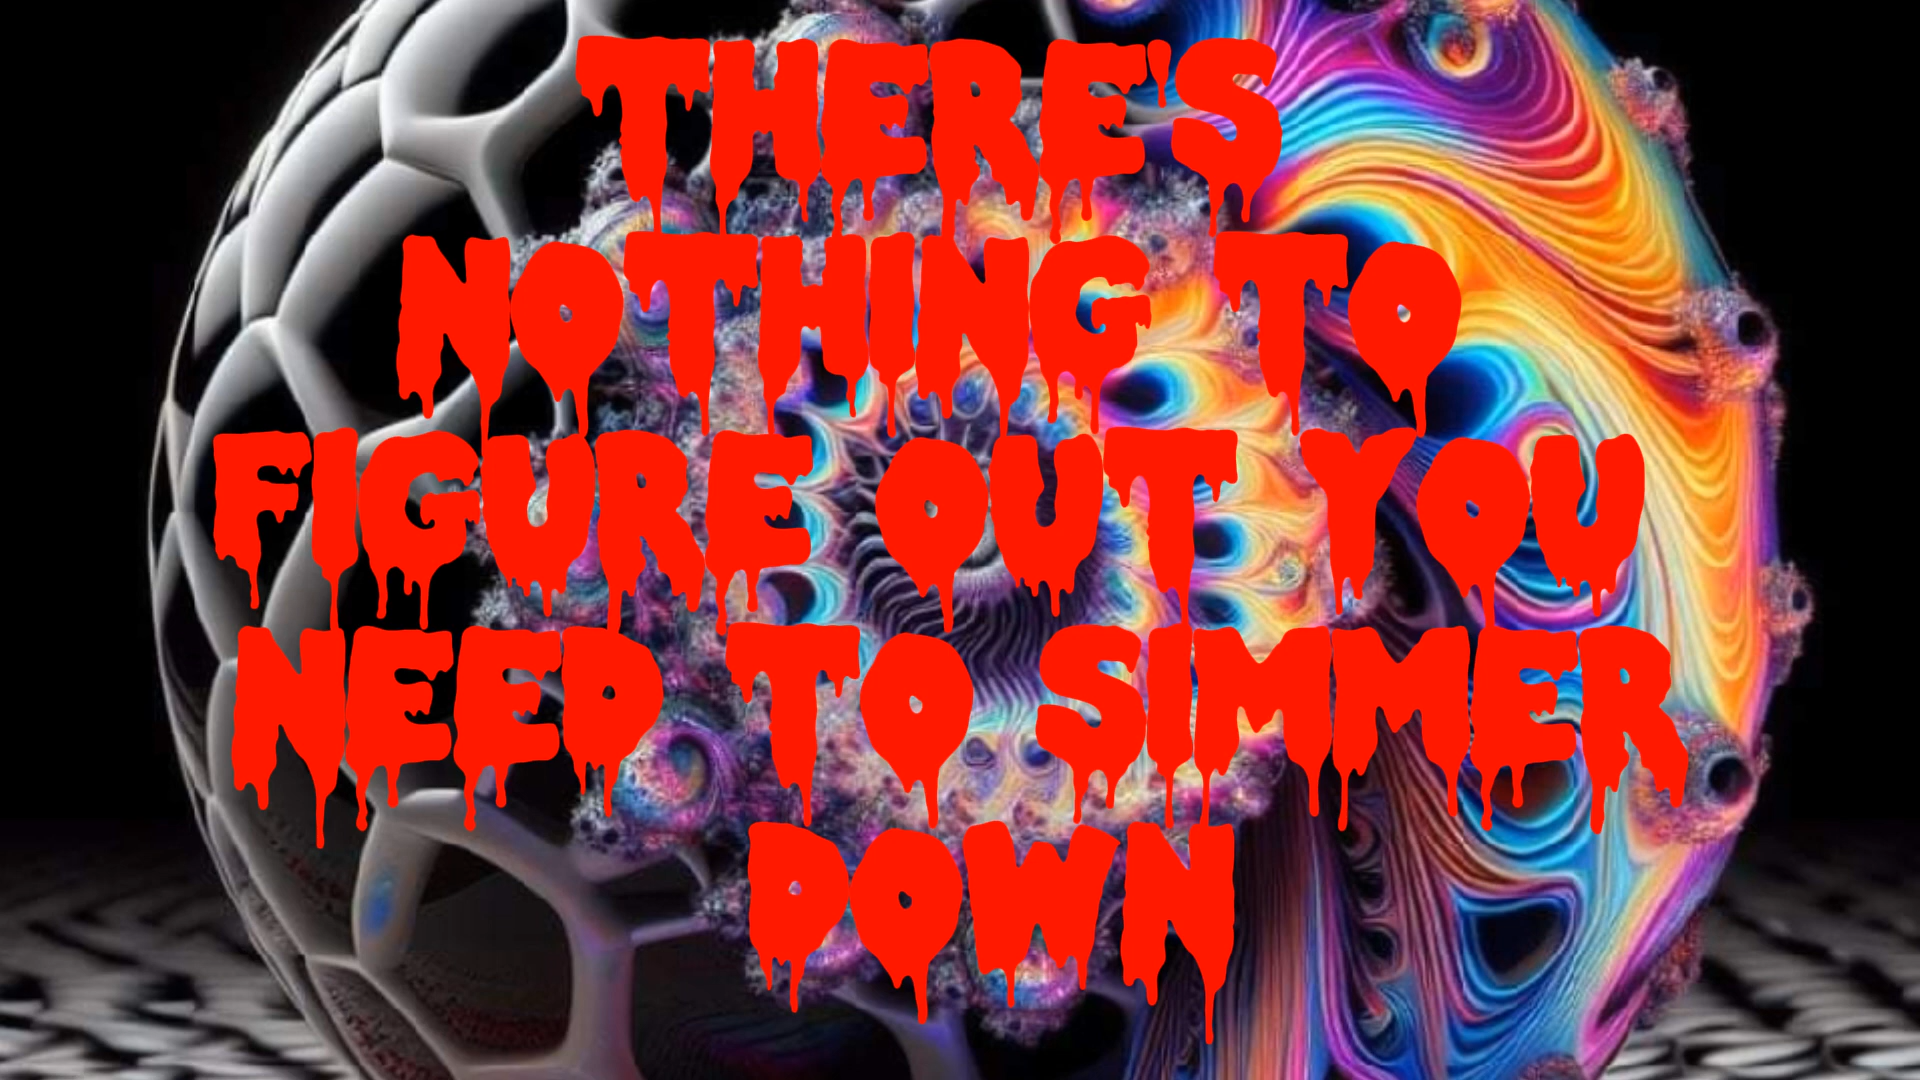 THERE'S
NOTHING TO
FIGURE OUT YOU
NEED TO SIMMER
DOWN